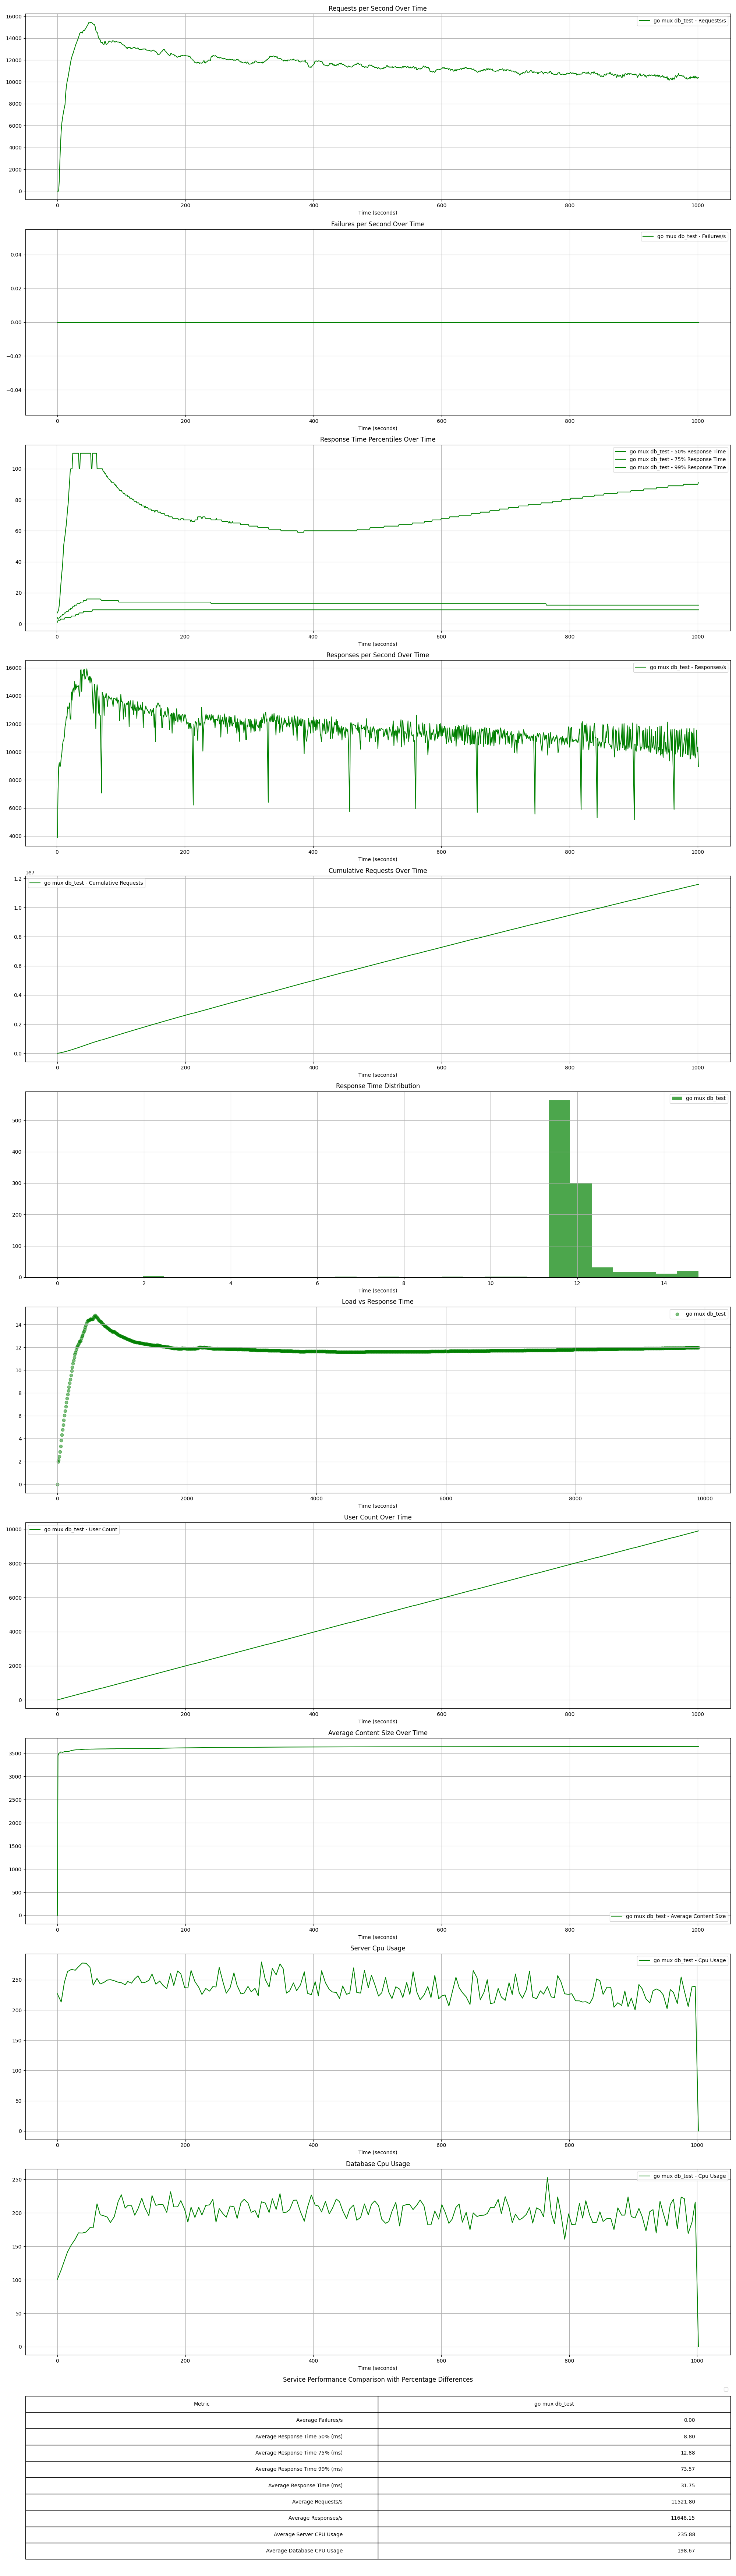 Requests per Second Over Time
go mux db_test - Requests/s
16000
14000
12000
10000
8000
6000
4000
2000
0
0 200 400 600 800 1000
Time (seconds)
Failures per Second Over Time
go mux db_test - Failures/s
0.04
0.02
0.00
−0.02
−0.04
0 200 400 600 800 1000
Time (seconds)
Response Time Percentiles Over Time
go mux db_test - 50% Response Time
go mux db_test - 75% Response Time
go mux db_test - 99% Response Time
100
80
60
40
20
0
0 200 400 600 800 1000
Time (seconds)
Responses per Second Over Time
go mux db_test - Responses/s
16000
14000
12000
10000
8000
6000
4000
0 200 400 600 800 1000
Time (seconds)
Cumulative Requests Over Time
1e7
go mux db_test - Cumulative Requests
1.2
1.0
0.8
0.6
0.4
0.2
0.0
0 200 400 600 800 1000
Time (seconds)
Response Time Distribution
go mux db_test
500
400
300
200
100
0
0 2 4 6 8 10 12 14
Time (seconds)
Load vs Response Time
go mux db_test
14
12
10
8
6
4
2
0
0 2000 4000 6000 8000 10000
Time (seconds)
User Count Over Time
go mux db_test - User Count
10000
8000
6000
4000
2000
0
0 200 400 600 800 1000
Time (seconds)
Average Content Size Over Time
3500
3000
2500
2000
1500
1000
500
0
go mux db_test - Average Content Size
0 200 400 600 800 1000
Time (seconds)
Server Cpu Usage
go mux db_test - Cpu Usage
250
200
150
100
50
0
0 200 400 600 800 1000
Time (seconds)
Database Cpu Usage
go mux db_test - Cpu Usage
250
200
150
100
50
0
0 200 400 600 800 1000
Time (seconds)
Service Performance Comparison with Percentage Differences
Metric go mux db_test
Average Failures/s 0.00
Average Response Time 50% (ms) 8.80
Average Response Time 75% (ms) 12.88
Average Response Time 99% (ms) 73.57
Average Response Time (ms) 31.75
Average Requests/s 11521.80
Average Responses/s 11648.15
Average Server CPU Usage 235.88
Average Database CPU Usage 198.67